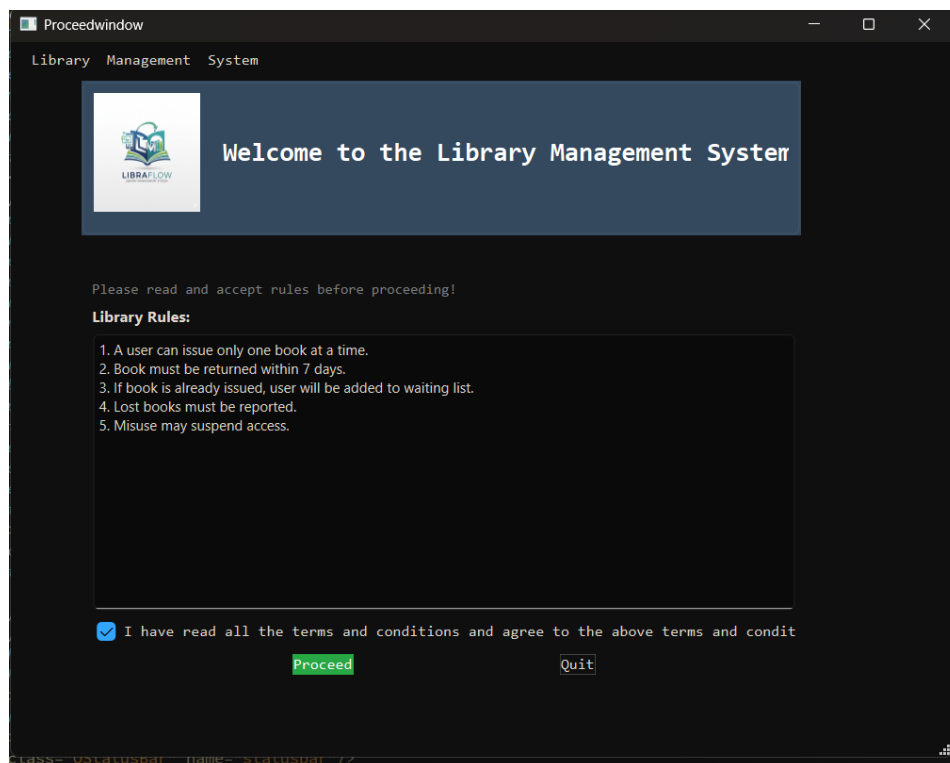 Proceedwindow
Library Management System
LIBRAFLOW
Welcome to the Library Management System
Please read and accept rules before proceeding!
Library Rules:
1. A user can issue only one book at a time.
2. Book must be returned within 7 days.
3. If book is already issued, user will be added to waiting list.
4. Lost books must be reported.
5. Misuse may suspend access.
I have read all the terms and conditions and agree to the above terms and condit
Proceed
Quit